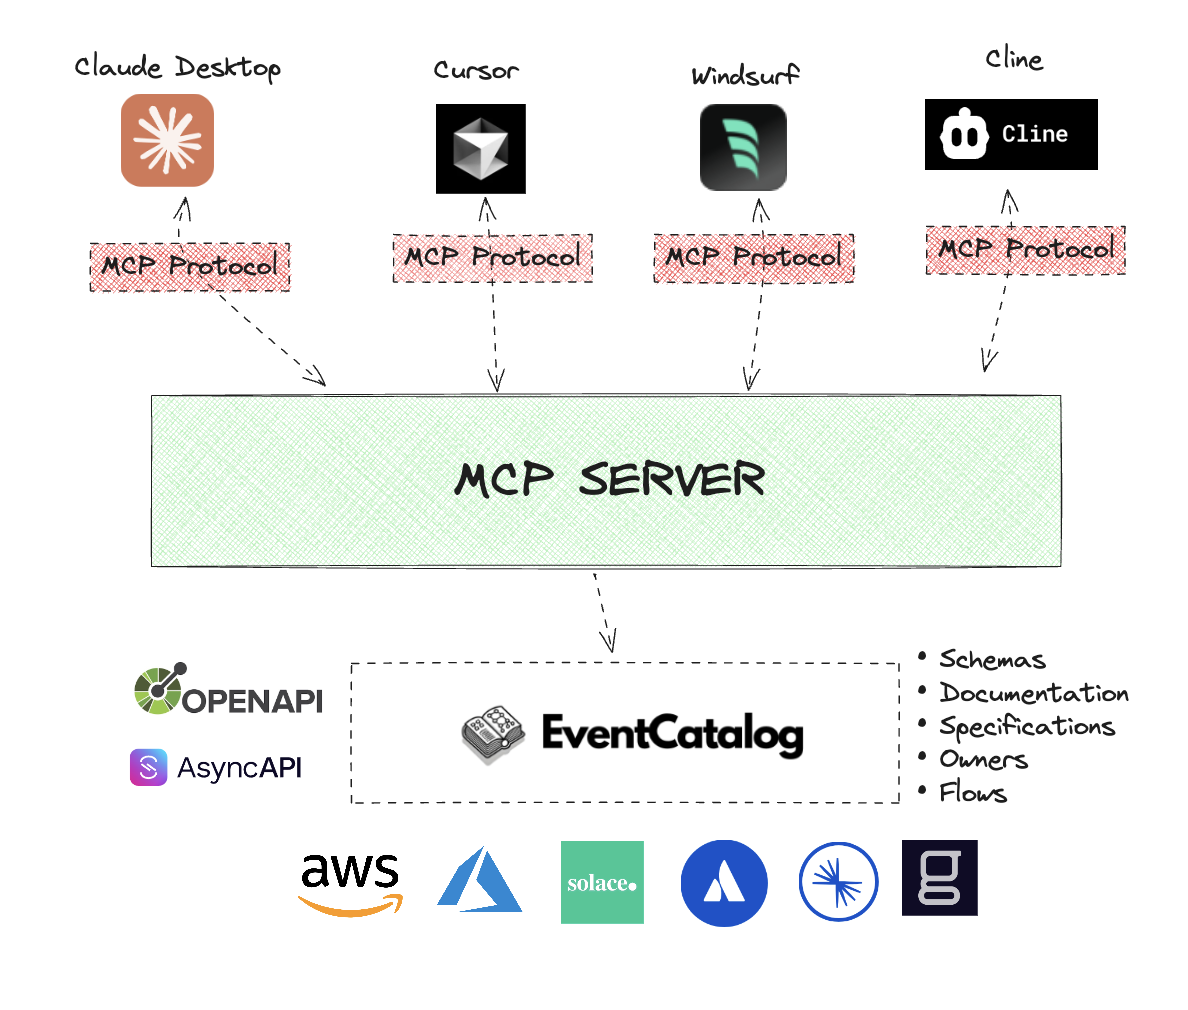 Claude Desktop
Cursor
Windsurf
Cline
Cline
MCP Protocol
MCP Protocol
MCP Protocol
MCP Protocol
MCP SERVER
OPENAPI
AsyncAPI
EventCatalog
• Schemas
• Documentation
• Specifications
• Owners
• Flows
aws
solace.
g